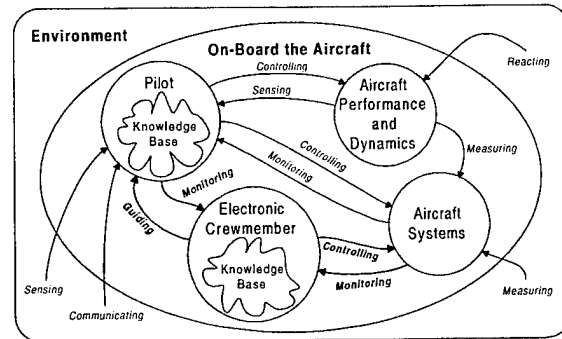 Environment
On-Board the Aircraft
Pilot
Knowledge
Base
Controlling
Sensing
Aircraft
Performance
and
Dynamics
Reacting
Measuring
Controlling
Monitoring
Monitoring
Guiding
Electronic
Crewmember
Knowledge
Base
Controlling
Monitoring
Aircraft
Systems
Measuring
Sensing
Communicating